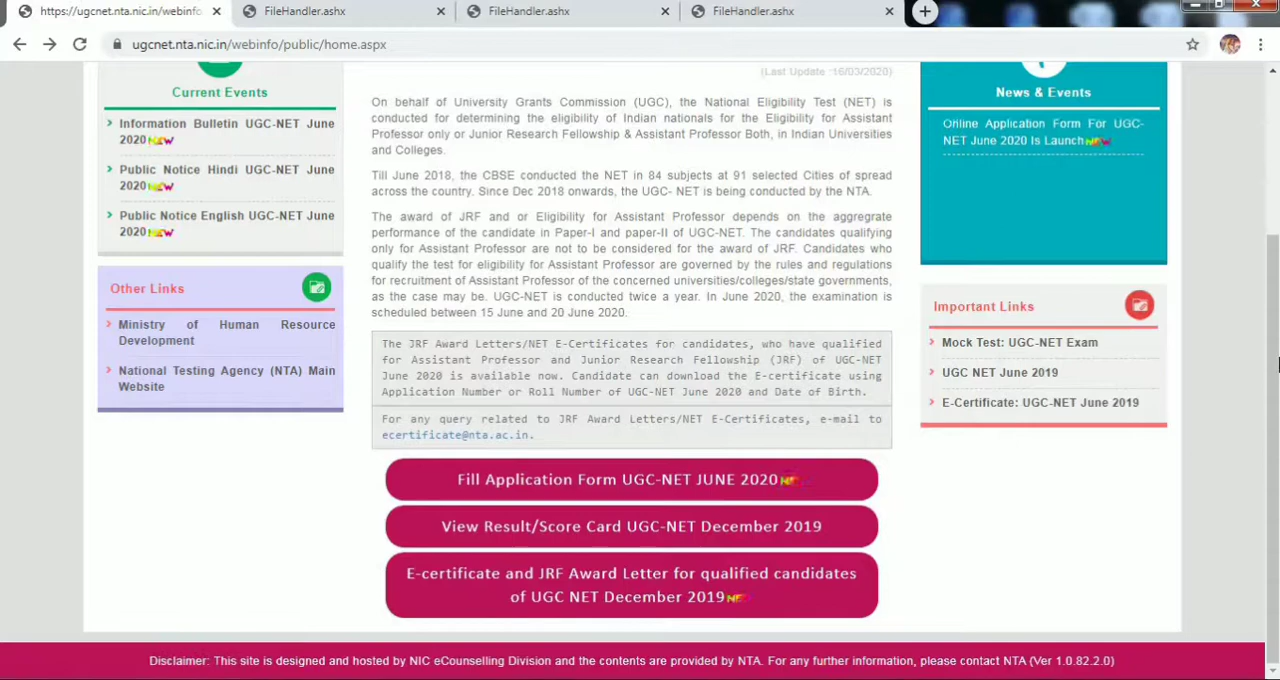 https://ugcnet.nta.nic.in/webinfo
FileHandler.ashx
FileHandler.ashx
FileHandler.ashx
ugcnet.nta.nic.in/webinfo/public/home.aspx
Current Events
Information Bulletin UGC-NET June
2020 NEW
Public Notice Hindi UGC-NET June
2020 NEW
Public Notice English UGC-NET June
2020 NEW
Other Links
Ministry of Human Resource
Development
National Testing Agency (NTA) Main
Website
(Last Update :16/03/2020)
On behalf of University Grants Commission (UGC), the National Eligibility Test (NET) is
conducted for determining the eligibility of Indian nationals for the Eligibility for Assistant
Professor only or Junior Research Fellowship & Assistant Professor Both, in Indian Universities
and Colleges.
Till June 2018, the CBSE conducted the NET in 84 subjects at 91 selected Cities of spread
across the country. Since Dec 2018 onwards, the UGC- NET is being conducted by the NTA.
The award of JRF and or Eligibility for Assistant Professor depends on the aggregate
performance of the candidate in Paper-I and paper-II of UGC-NET. The candidates qualifying
only for Assistant Professor are not to be considered for the award of JRF. Candidates who
qualify the test for eligibility for Assistant Professor are governed by the rules and regulations
for recruitment of Assistant Professor of the concerned universities/colleges/state governments,
as the case may be. UGC-NET is conducted twice a year. In June 2020, the examination is
scheduled between 15 June and 20 June 2020.
The JRF Award Letters/NET E-Certificates for candidates, who have qualified
for Assistant Professor and Junior Research Fellowship (JRF) of UGC-NET
June 2020 is available now. Candidate can download the E-certificate using
Application Number or Roll Number of UGC-NET June 2020 and Date of Birth.
For any query related to JRF Award Letters/NET E-Certificates, e-mail to
ecertificate@nta.ac.in.
Fill Application Form UGC-NET JUNE 2020 NEW
View Result/Score Card UGC-NET December 2019
E-certificate and JRF Award Letter for qualified candidates
of UGC NET December 2019 NEW
News & Events
Online Application Form For UGC-
NET June 2020 Is Launch NEW
Important Links
Mock Test: UGC-NET Exam
UGC NET June 2019
E-Certificate: UGC-NET June 2019
Disclaimer: This site is designed and hosted by NIC eCounselling Division and the contents are provided by NTA. For any further information, please contact NTA (Ver 1.0.82.2.0)